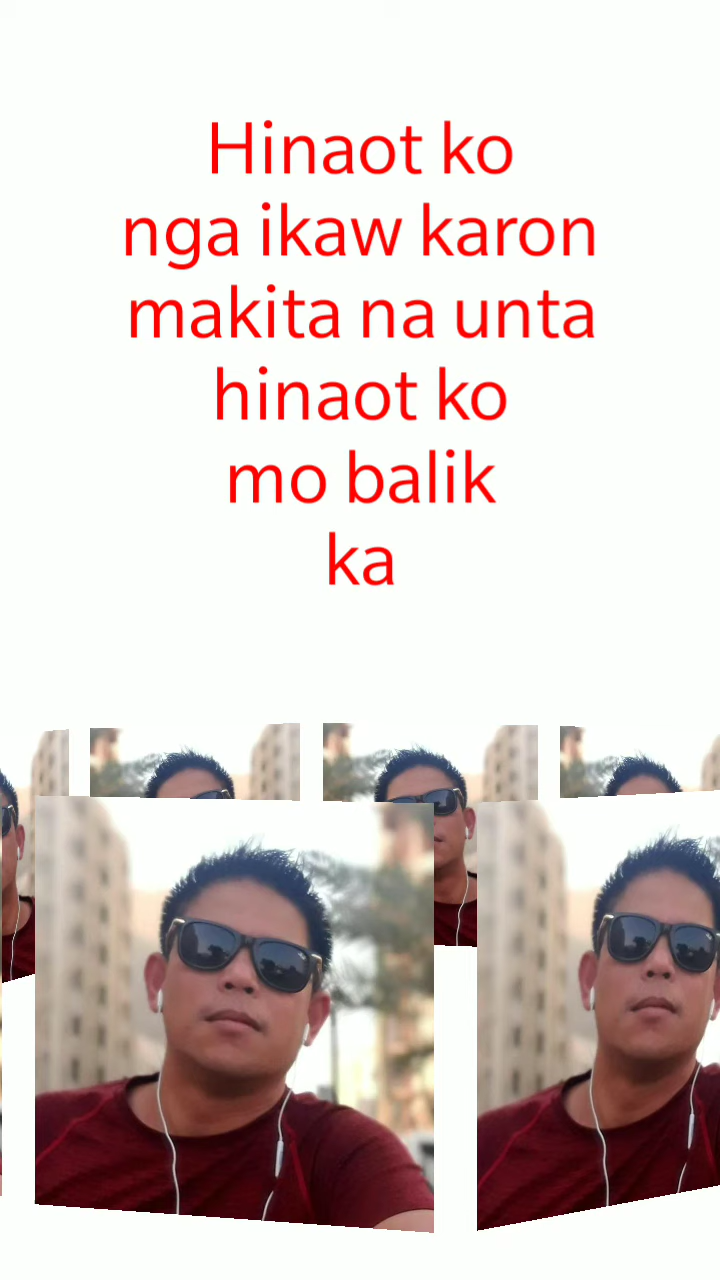 Hinaot ko
nga ikaw karon
makita na unta
hinaot ko
mo balik
ka